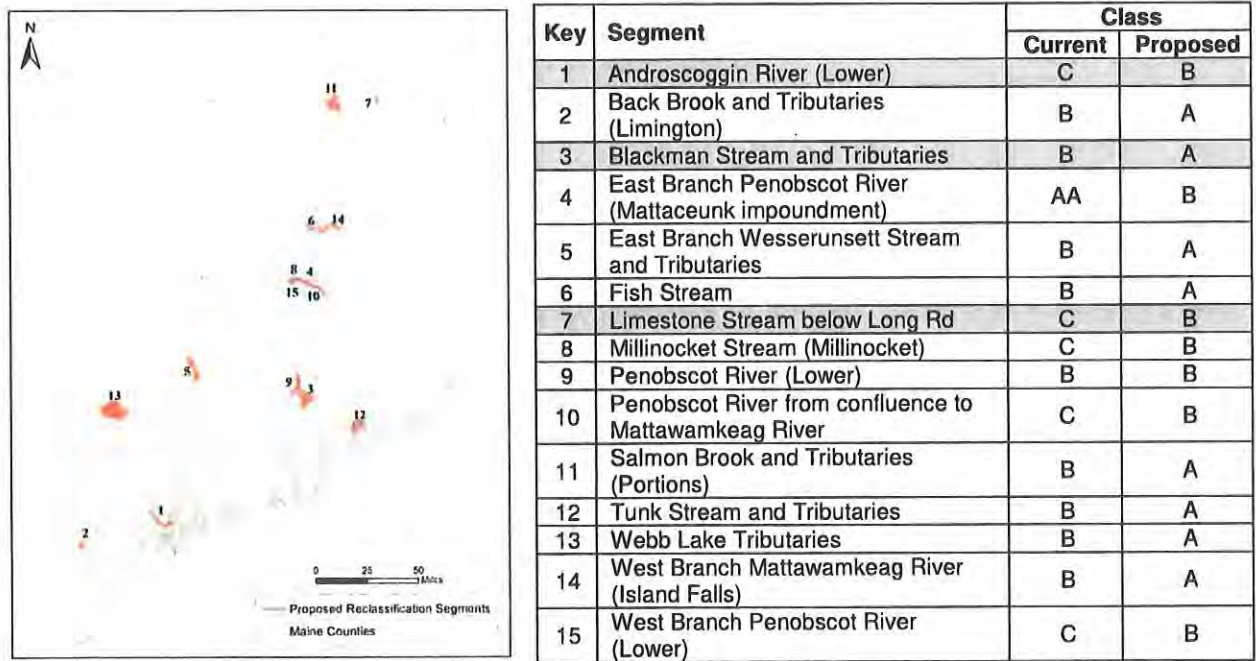 N
11
7
6 14
8 4
15 10
5
9
3
13
12
1
2
0 25 50
Miles
Proposed Reclassification Segments
Maine Counties
Key Segment Class
Current Proposed
1 Androscoggin River (Lower) C B
2 Back Brook and Tributaries
(Limington) B A
3 Blackman Stream and Tributaries B A
4 East Branch Penobscot River
(Mattaceunk impoundment) AA B
5 East Branch Wesserunsett Stream
and Tributaries B A
6 Fish Stream B A
7 Limestone Stream below Long Rd C B
8 Millinocket Stream (Millinocket) C B
9 Penobscot River (Lower) B B
10 Penobscot River from confluence to
Mattawamkeag River C B
11 Salmon Brook and Tributaries
(Portions) B A
12 Tunk Stream and Tributaries B A
13 Webb Lake Tributaries B A
14 West Branch Mattawamkeag River
(Island Falls) B A
15 West Branch Penobscot River
(Lower) C B